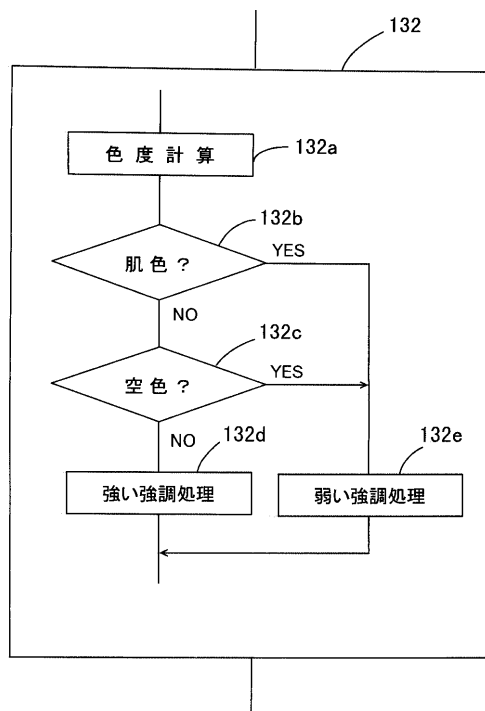 132
色度計算
132a
132b
肌色？
YES
NO
132c
空色？
YES
NO
132d
132e
強い強調処理
弱い強調処理